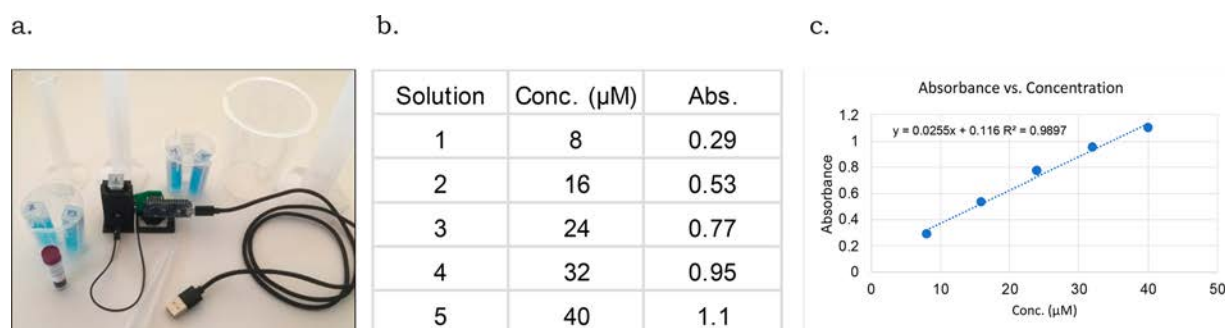 a.
b.
c.
Solution Conc. (μM) Abs.
1 8 0.29
2 16 0.53
3 24 0.77
4 32 0.95
5 40 1.1
Absorbance vs. Concentration
y = 0.0255x + 0.116 R² = 0.9897
Absorbance
1.2
1
0.8
0.6
0.4
0.2
0
0 10 20 30 40 50
Conc. (μM)